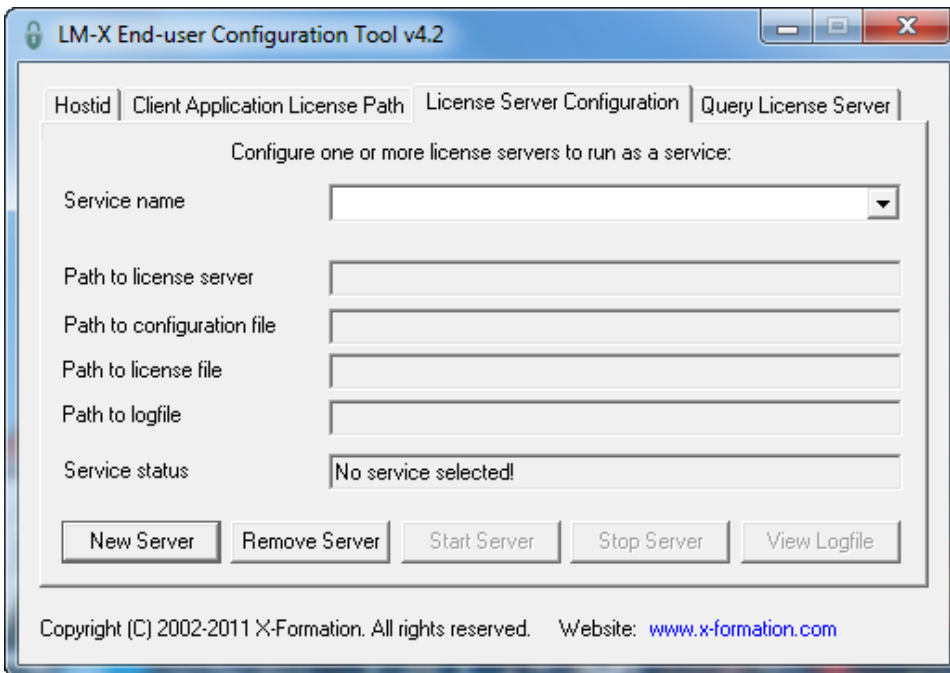 LM-X End-user Configuration Tool v4.2
Hostid Client Application License Path License Server Configuration Query License Server
Configure one or more license servers to run as a service:
Service name
Path to license server
Path to configuration file
Path to license file
Path to logfile
Service status No service selected!
New Server Remove Server Start Server Stop Server View Logfile
Copyright (C) 2002-2011 X-Formation. All rights reserved. Website: www.x-formation.com